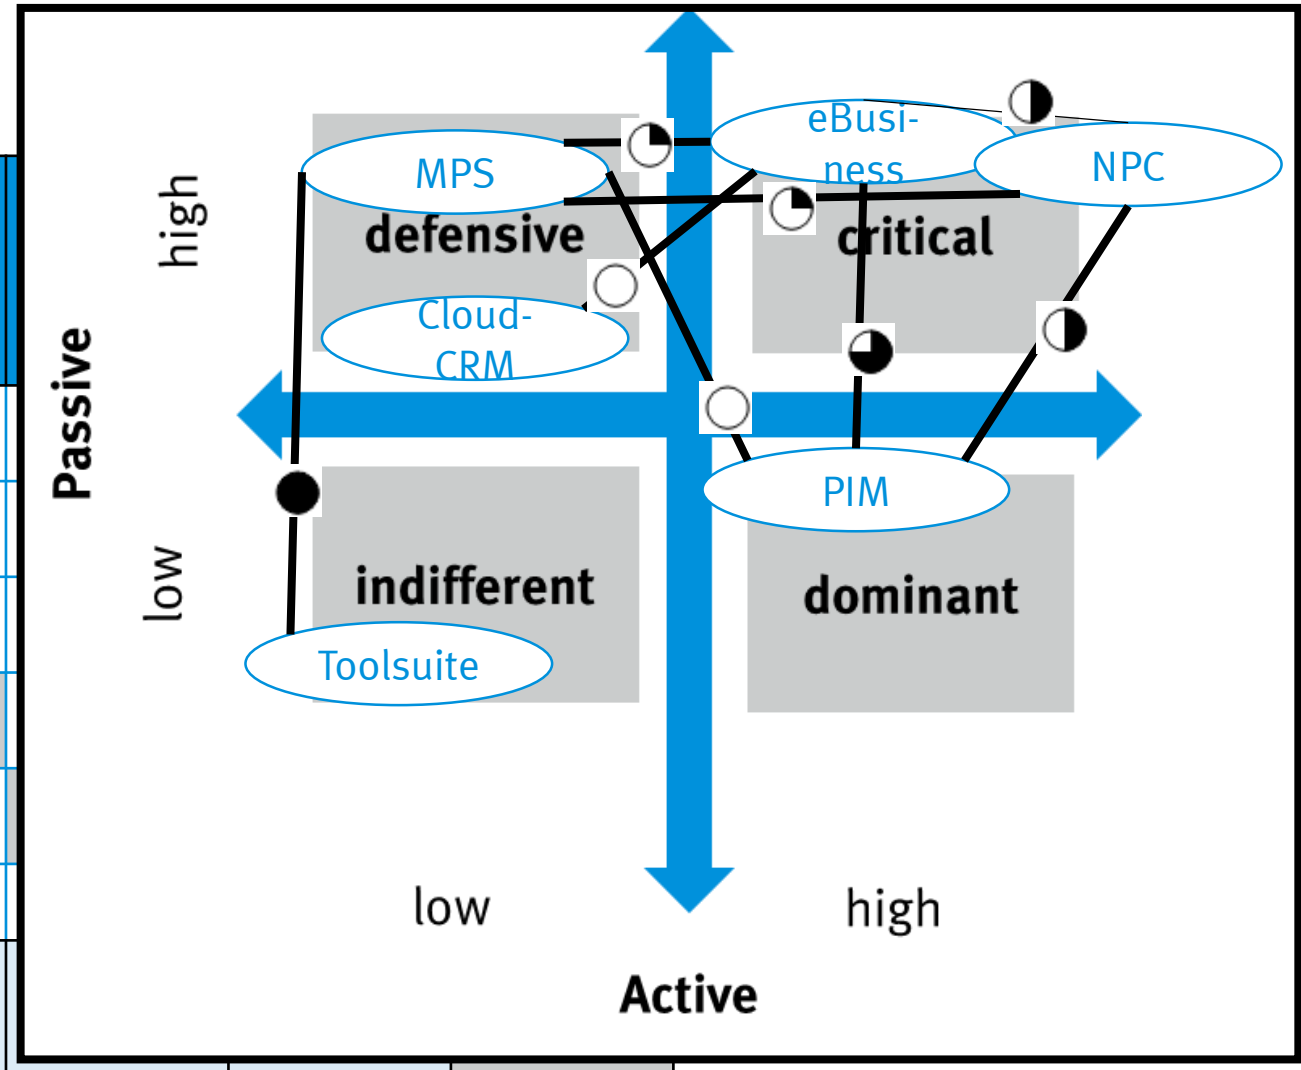 eBusi-
ness
MPS
NPC
high
defensive
critical
Cloud-
CRM
Passive
PIM
low
indifferent
dominant
Toolsuite
low
high
Active